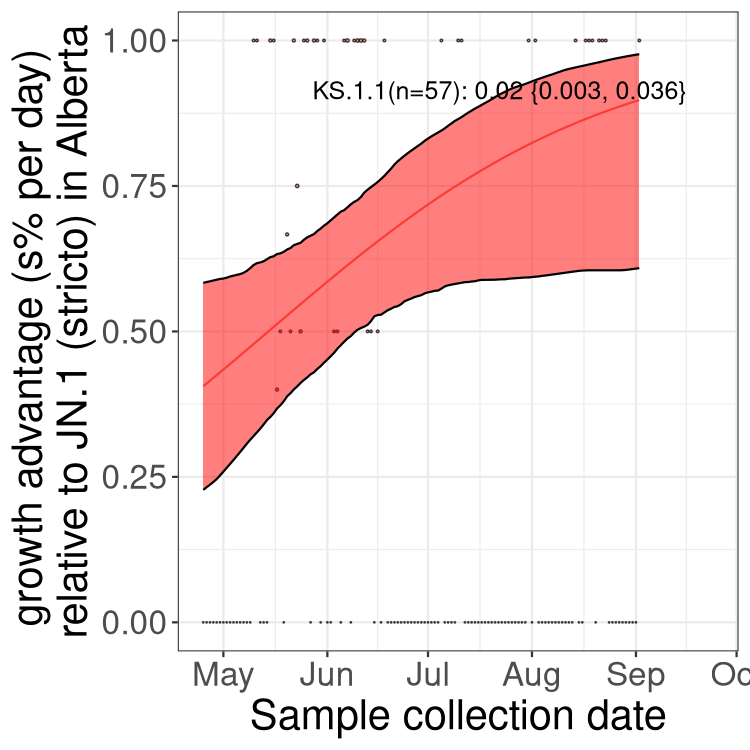 growth advantage (s% per day)
relative to JN.1 (stricto) in Alberta
1.00
0.75
0.50
0.25
0.00
KS.1.1(n=57): 0.02 {0.003, 0.036}
May Jun Jul Aug Sep Oc
Sample collection date